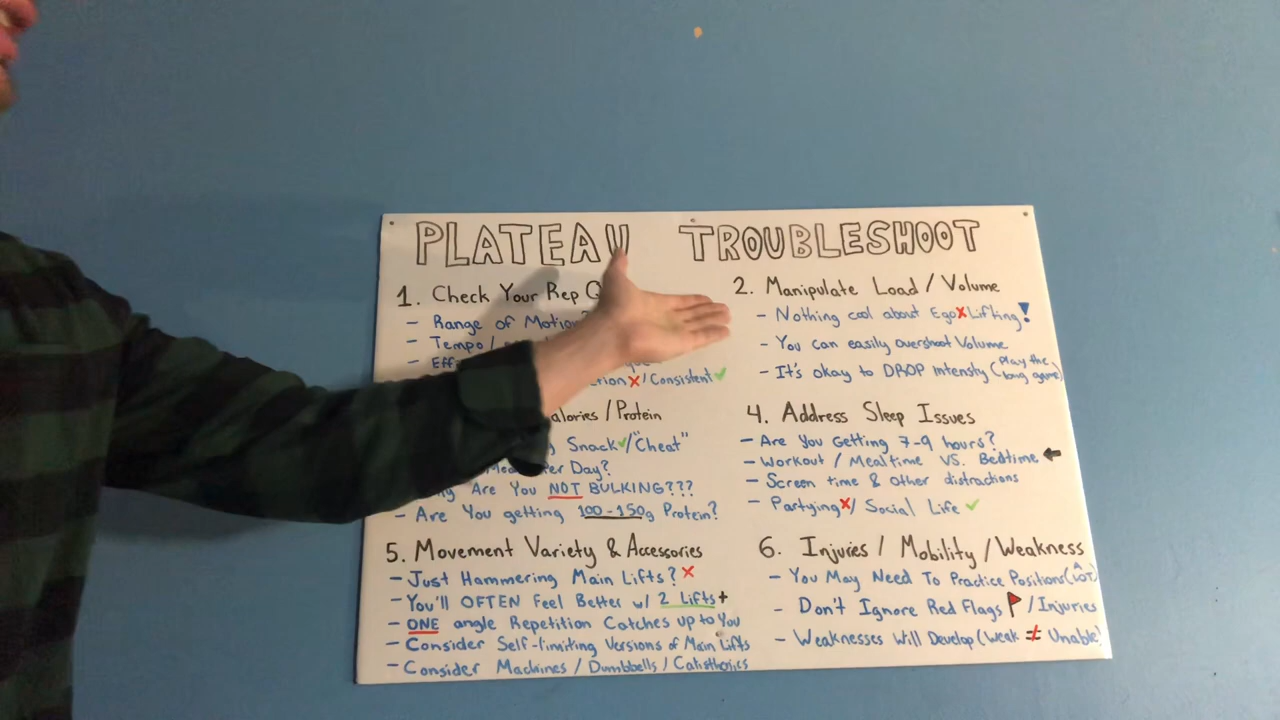 PLATEAU TROUBLESHOOT
1. Check Your Rep
- Range of Motion?
- Tempo /
X/Consistent✓
2. Manipulate Load / Volume
- Nothing cool about Ego X Lifting!
- You can easily overshoot Volume
- It's okay to DROP Intensity (Play the long game)
alories / Protein
Snack✓/"Cheat"
Day?
Are You NOT BULKING???
- Are You getting 100-150g Protein?
4. Address Sleep Issues
- Are You Getting 7-9 hours?
- Workout / Mealtime VS. Bedtime ←
- Screen time & other distractions
- Partying X/ Social Life ✓
5. Movement Variety & Accessories
- Just Hammering Main Lifts? X
- You'll OFTEN Feel Better w/ 2 Lifts+
- ONE angle Repetition Catches up to You
- Consider Self-limiting Versions of Main Lifts
- Consider Machines / Dumbbells / Calisthenics
6. Injuries / Mobility / Weakness
- You May Need To Practice Positions (A LOT)
- Don't Ignore Red Flags / Injuries
- Weaknesses Will Develop (Weak ≠ Unable)